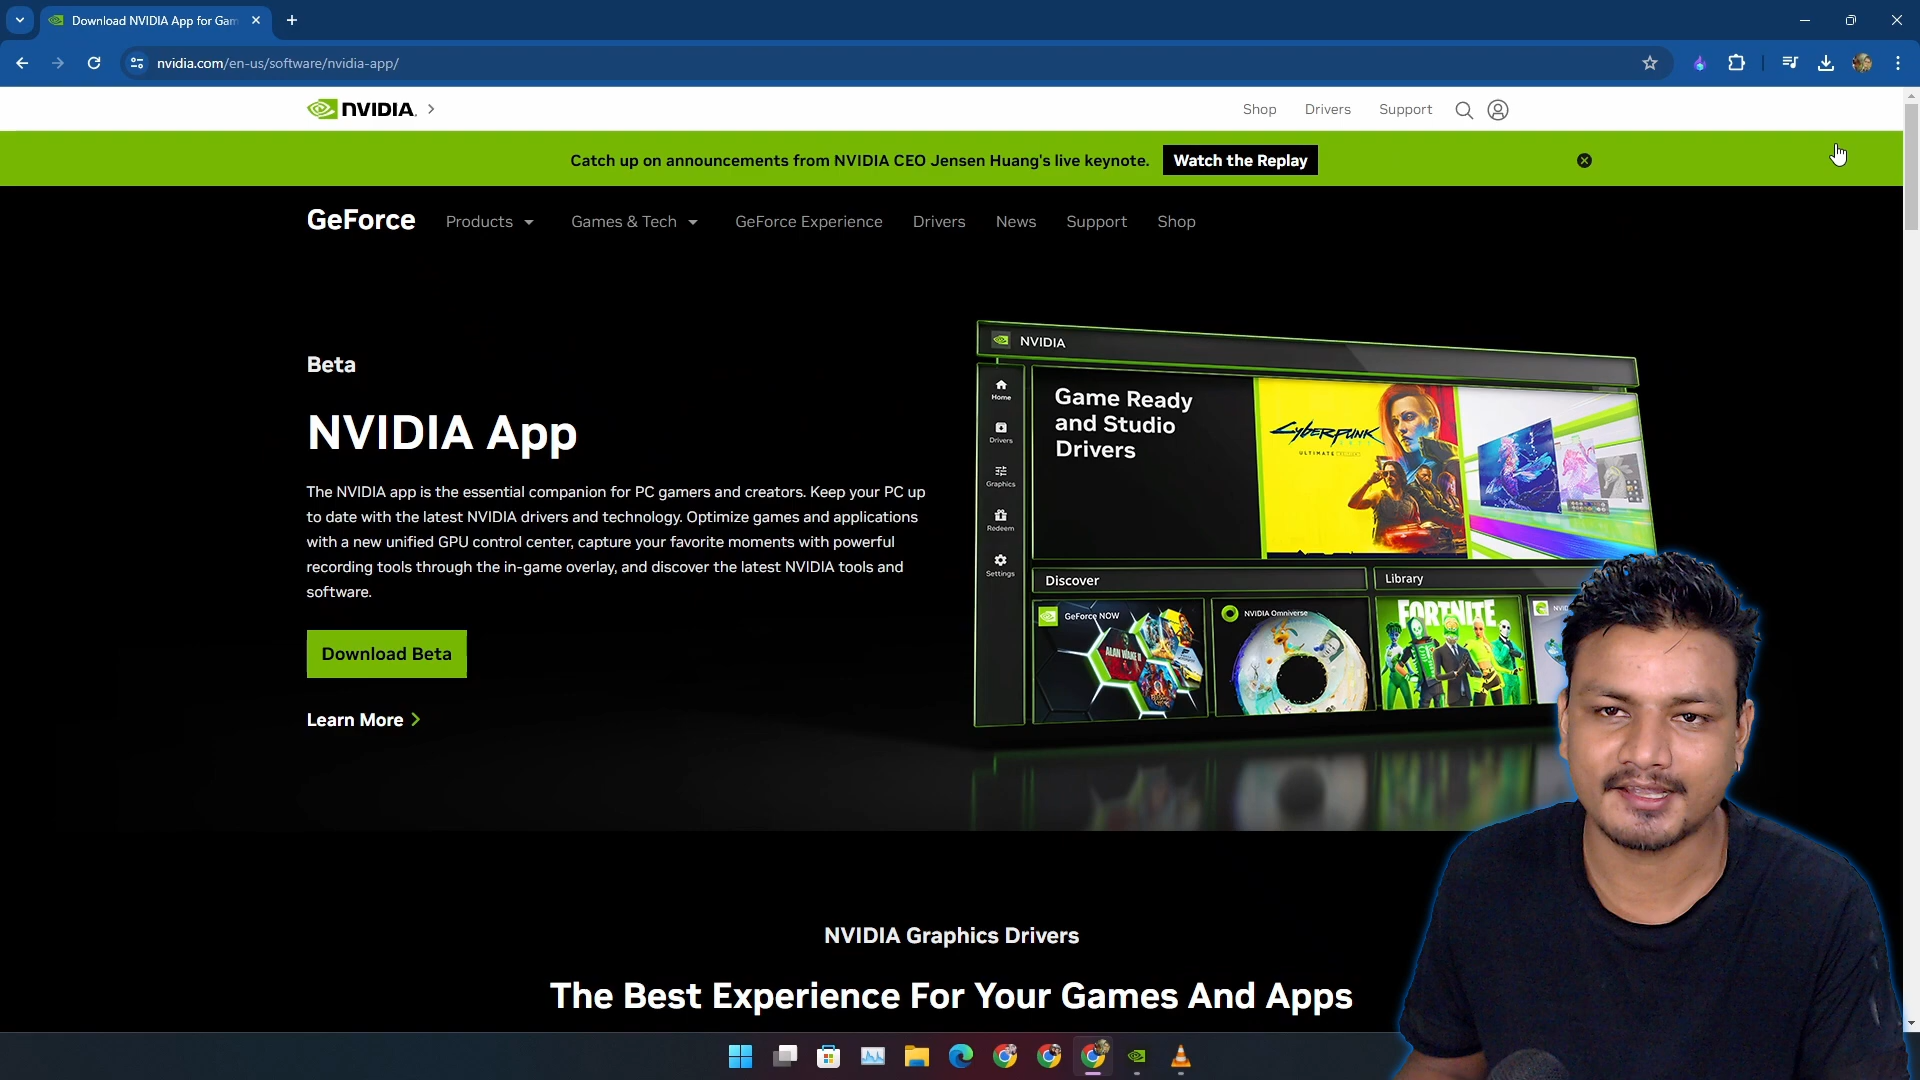 Download NVIDIA App for Gam
nvidia.com/en-us/software/nvidia-app/
NVIDIA.
Shop
Drivers
Support
Catch up on announcements from NVIDIA CEO Jensen Huang's live keynote.
Watch the Replay
GeForce
Products
Games & Tech
GeForce Experience
Drivers
News
Support
Shop
Beta
NVIDIA App
The NVIDIA app is the essential companion for PC gamers and creators. Keep your PC up
to date with the latest NVIDIA drivers and technology. Optimize games and applications
with a new unified GPU control center, capture your favorite moments with powerful
recording tools through the in-game overlay, and discover the latest NVIDIA tools and
software.
Download Beta
Learn More
NVIDIA
Home
Drivers
Graphics
Redeem
Settings
Game Ready
and Studio
Drivers
CYBERPUNK
ULTIMATE
Discover
Library
GeForce NOW
ALAN WAKE II
NVIDIA Omniverse
FORTNITE
NVIDIA Graphics Drivers
The Best Experience For Your Games And Apps